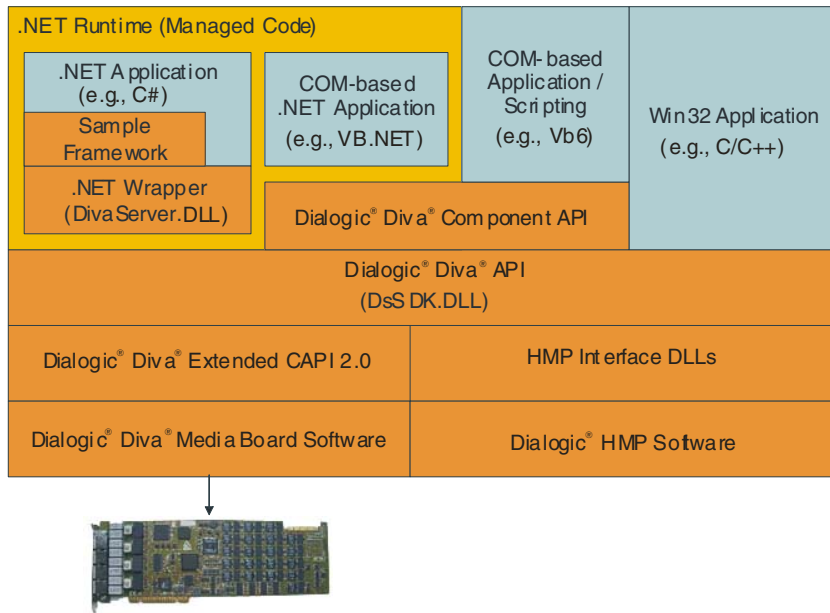 .NET Runtime (Managed Code)
.NET Application
(e.g., C#)
Sample
Framework
.NET Wrapper
(DivaServer.DLL)
COM-based
.NET Application
(e.g., VB.NET)
COM-based
Application /
Scripting
(e.g., Vb6)
Win32 Application
(e.g., C/C++)
Dialogic® Diva® Component API
Dialogic® Diva® API
(DsSDK.DLL)
Dialogic® Diva® Extended CAPI 2.0
HMP Interface DLLs
Dialogic® Diva® Media Board Software
Dialogic® HMP Software